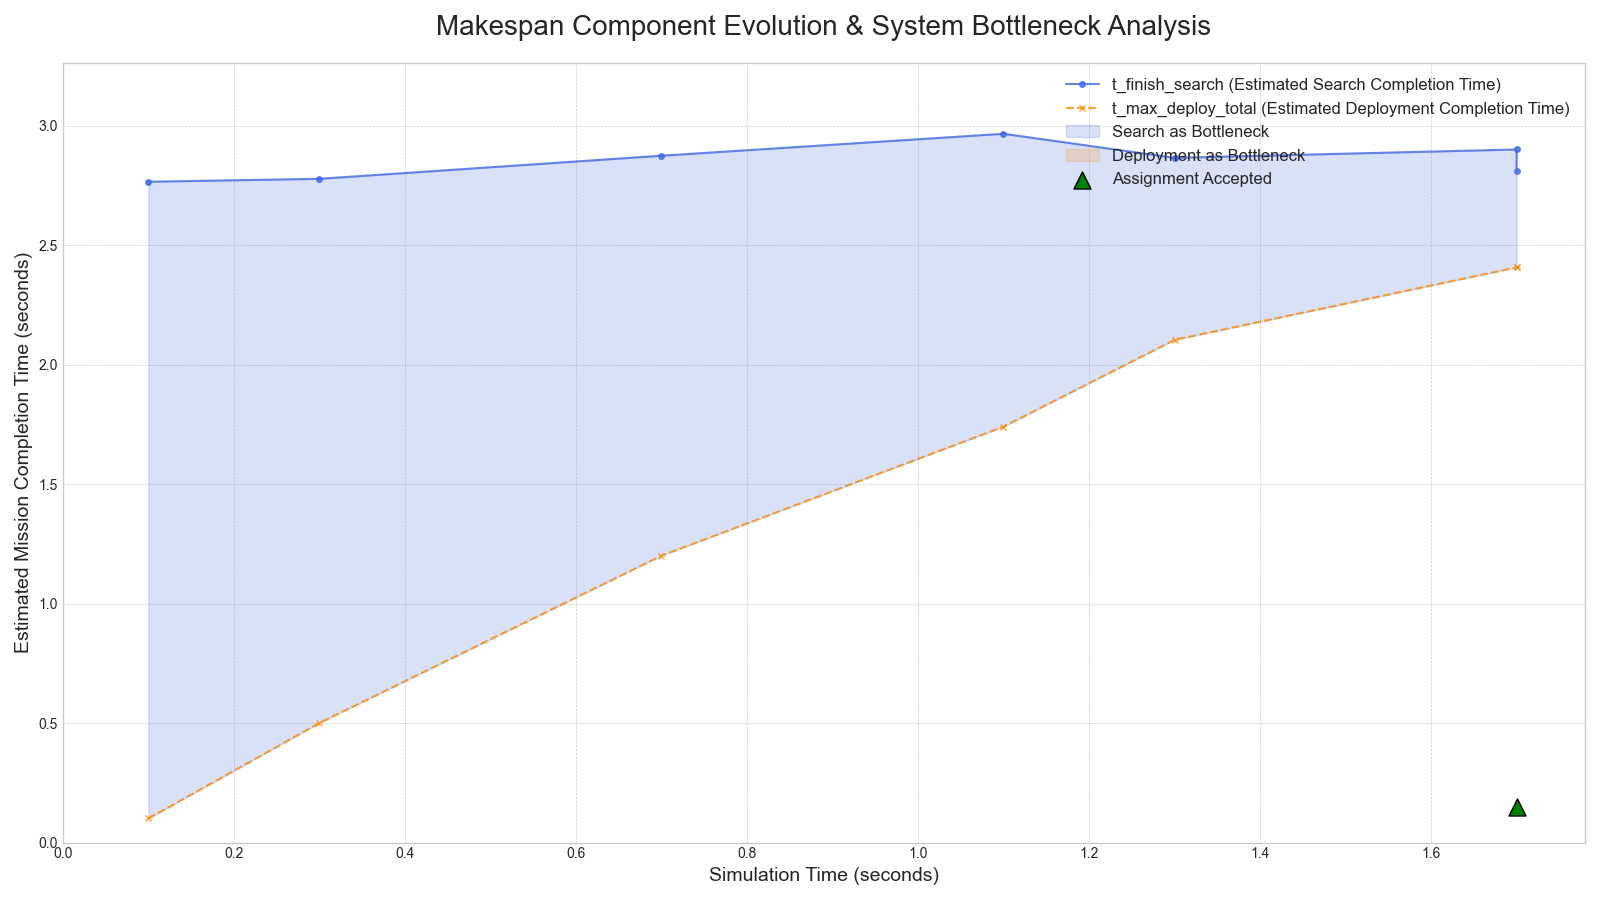 Makespan Component Evolution & System Bottleneck Analysis
t_finish_search (Estimated Search Completion Time)
t_max_deploy_total (Estimated Deployment Completion Time)
Search as Bottleneck
Deployment as Bottleneck
Assignment Accepted
Estimated Mission Completion Time (seconds)
3.0
2.5
2.0
1.5
1.0
0.5
0.0
0.0 0.2 0.4 0.6 0.8 1.0 1.2 1.4 1.6
Simulation Time (seconds)